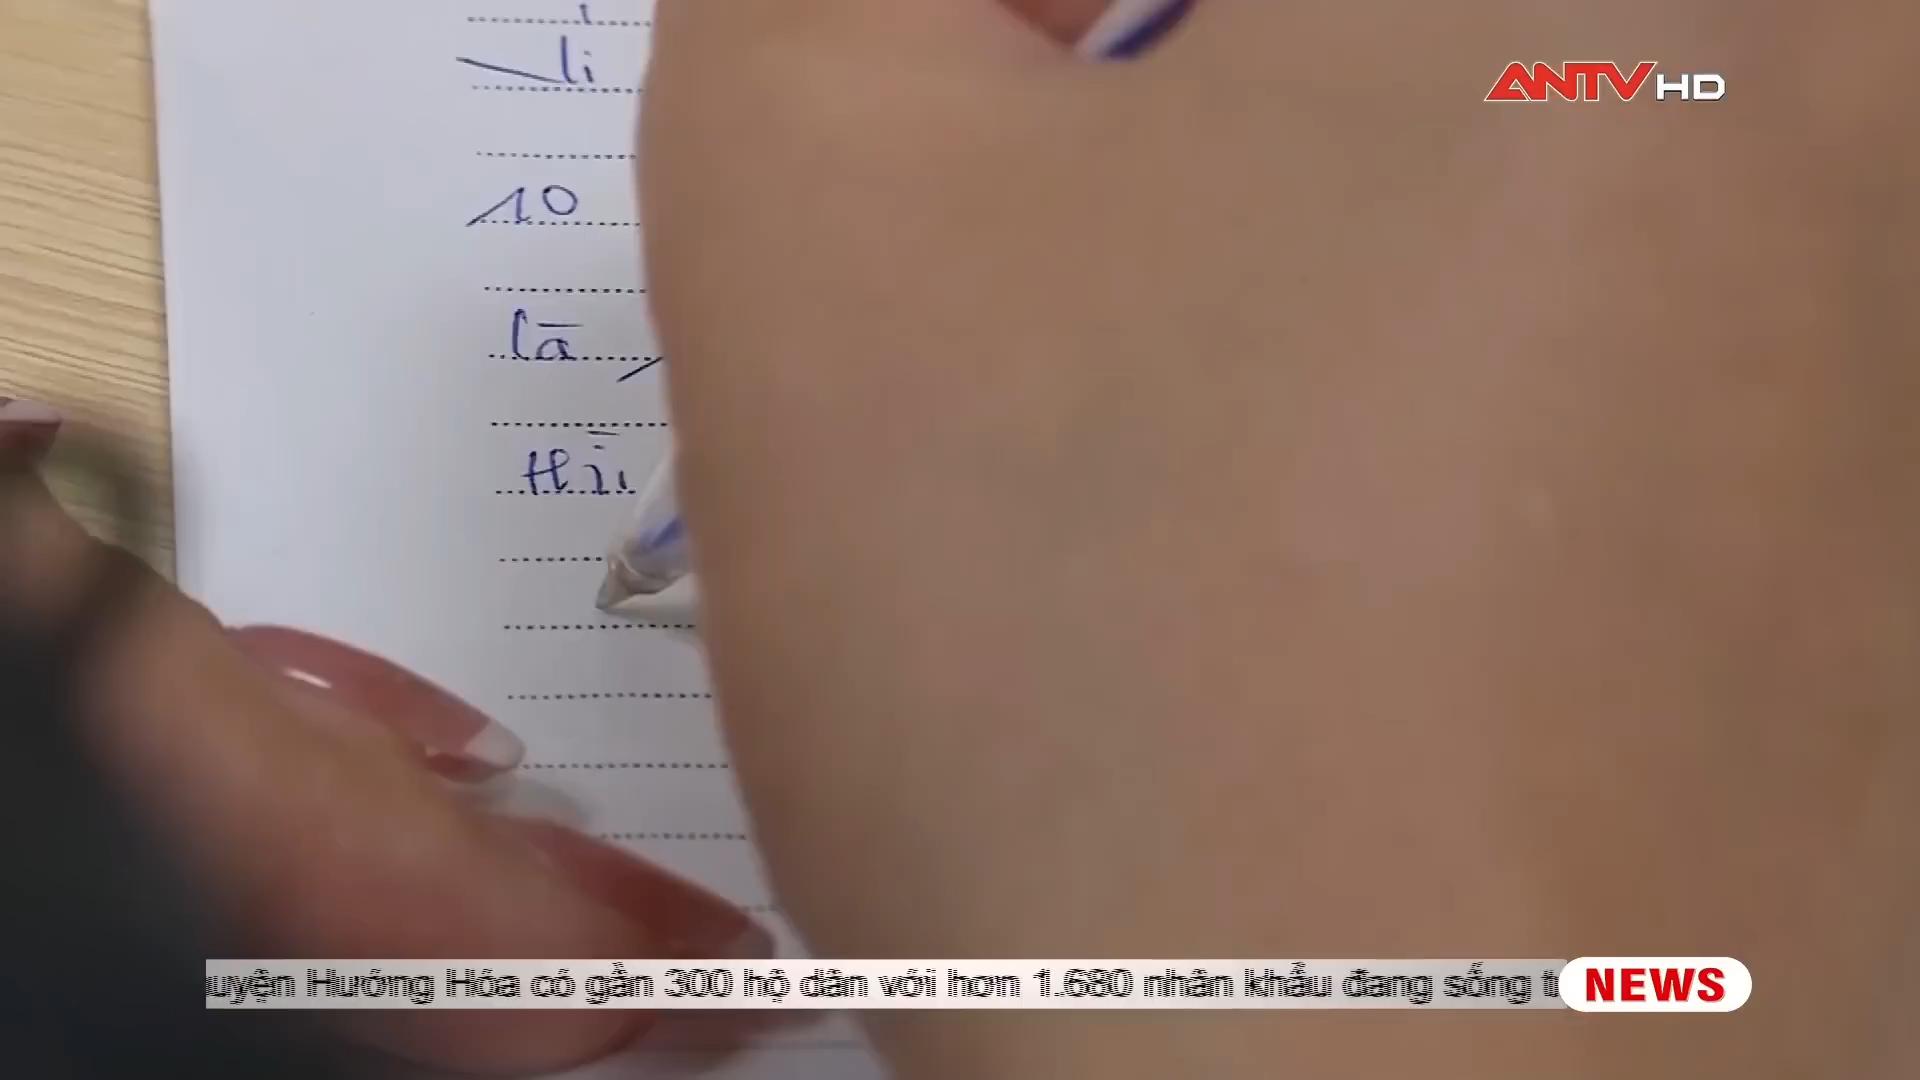 li
ANTV HD
10
là
thì
uyện Hướng Hóa có gần 300 hộ dân với hơn 1.680 nhân khẩu đang sống t
NEWS